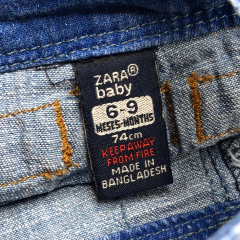 ZARA®
baby
6-9
MESES-MONTHS
74cm
KEEP AWAY
FROM FIRE
MADE IN
BANGLADESH